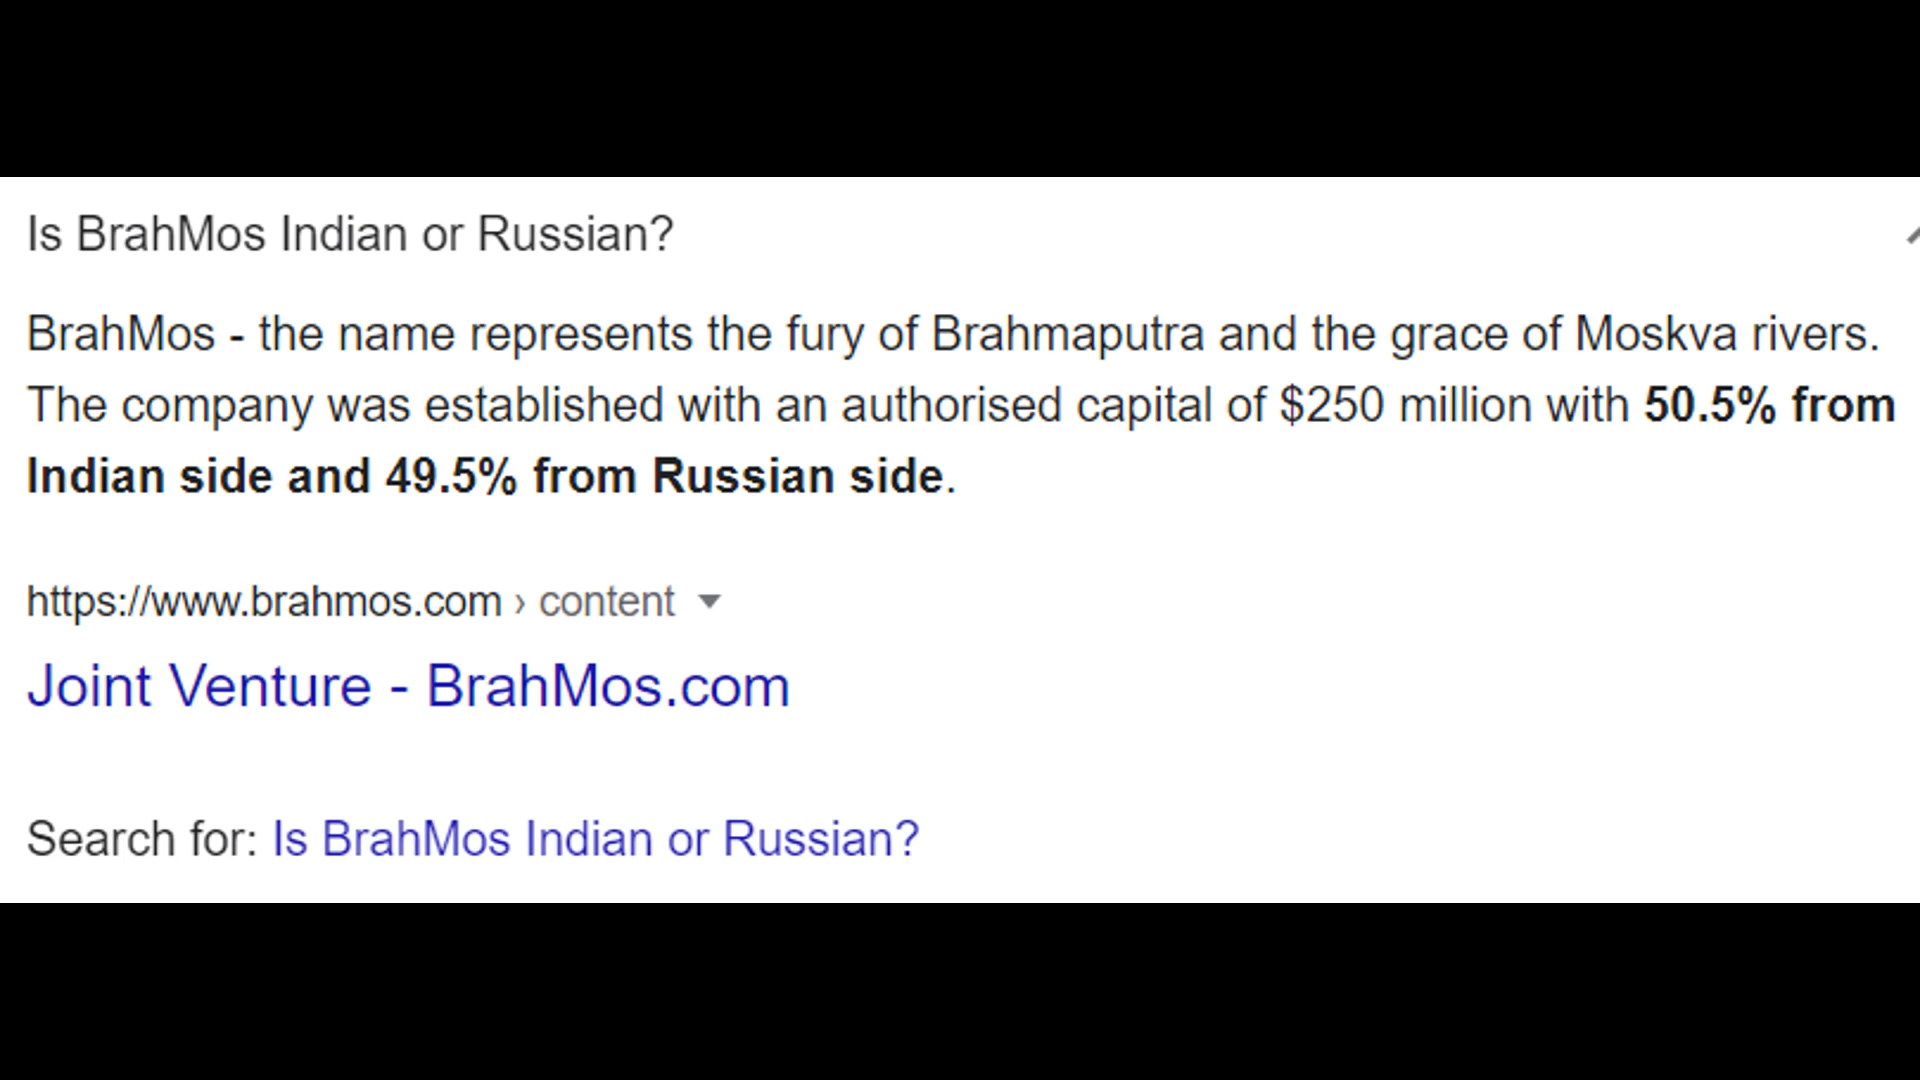 Is BrahMos Indian or Russian?
BrahMos - the name represents the fury of Brahmaputra and the grace of Moskva rivers.
The company was established with an authorised capital of $250 million with 50.5% from
Indian side and 49.5% from Russian side.
https://www.brahmos.com › content
Joint Venture - BrahMos.com
Search for: Is BrahMos Indian or Russian?